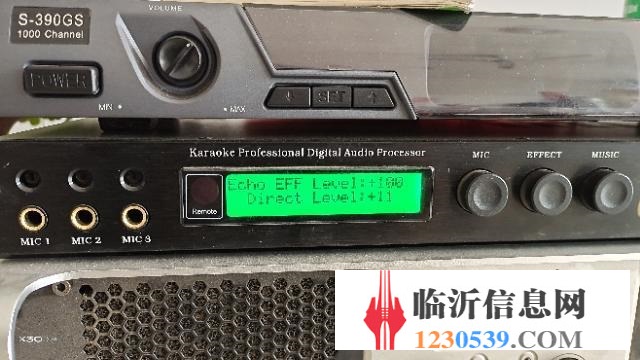 S-390GS
1000 Channel
VOLUME
POWER
MIN
MAX
SET
Karaoke Professional Digital Audio Processor
MIC
EFFECT
MUSIC
Echo EFF Level:+100
Direct Level:+11
Remote
MIC 1
MIC 2
MIC 3
临沂信息网
1230539.COM